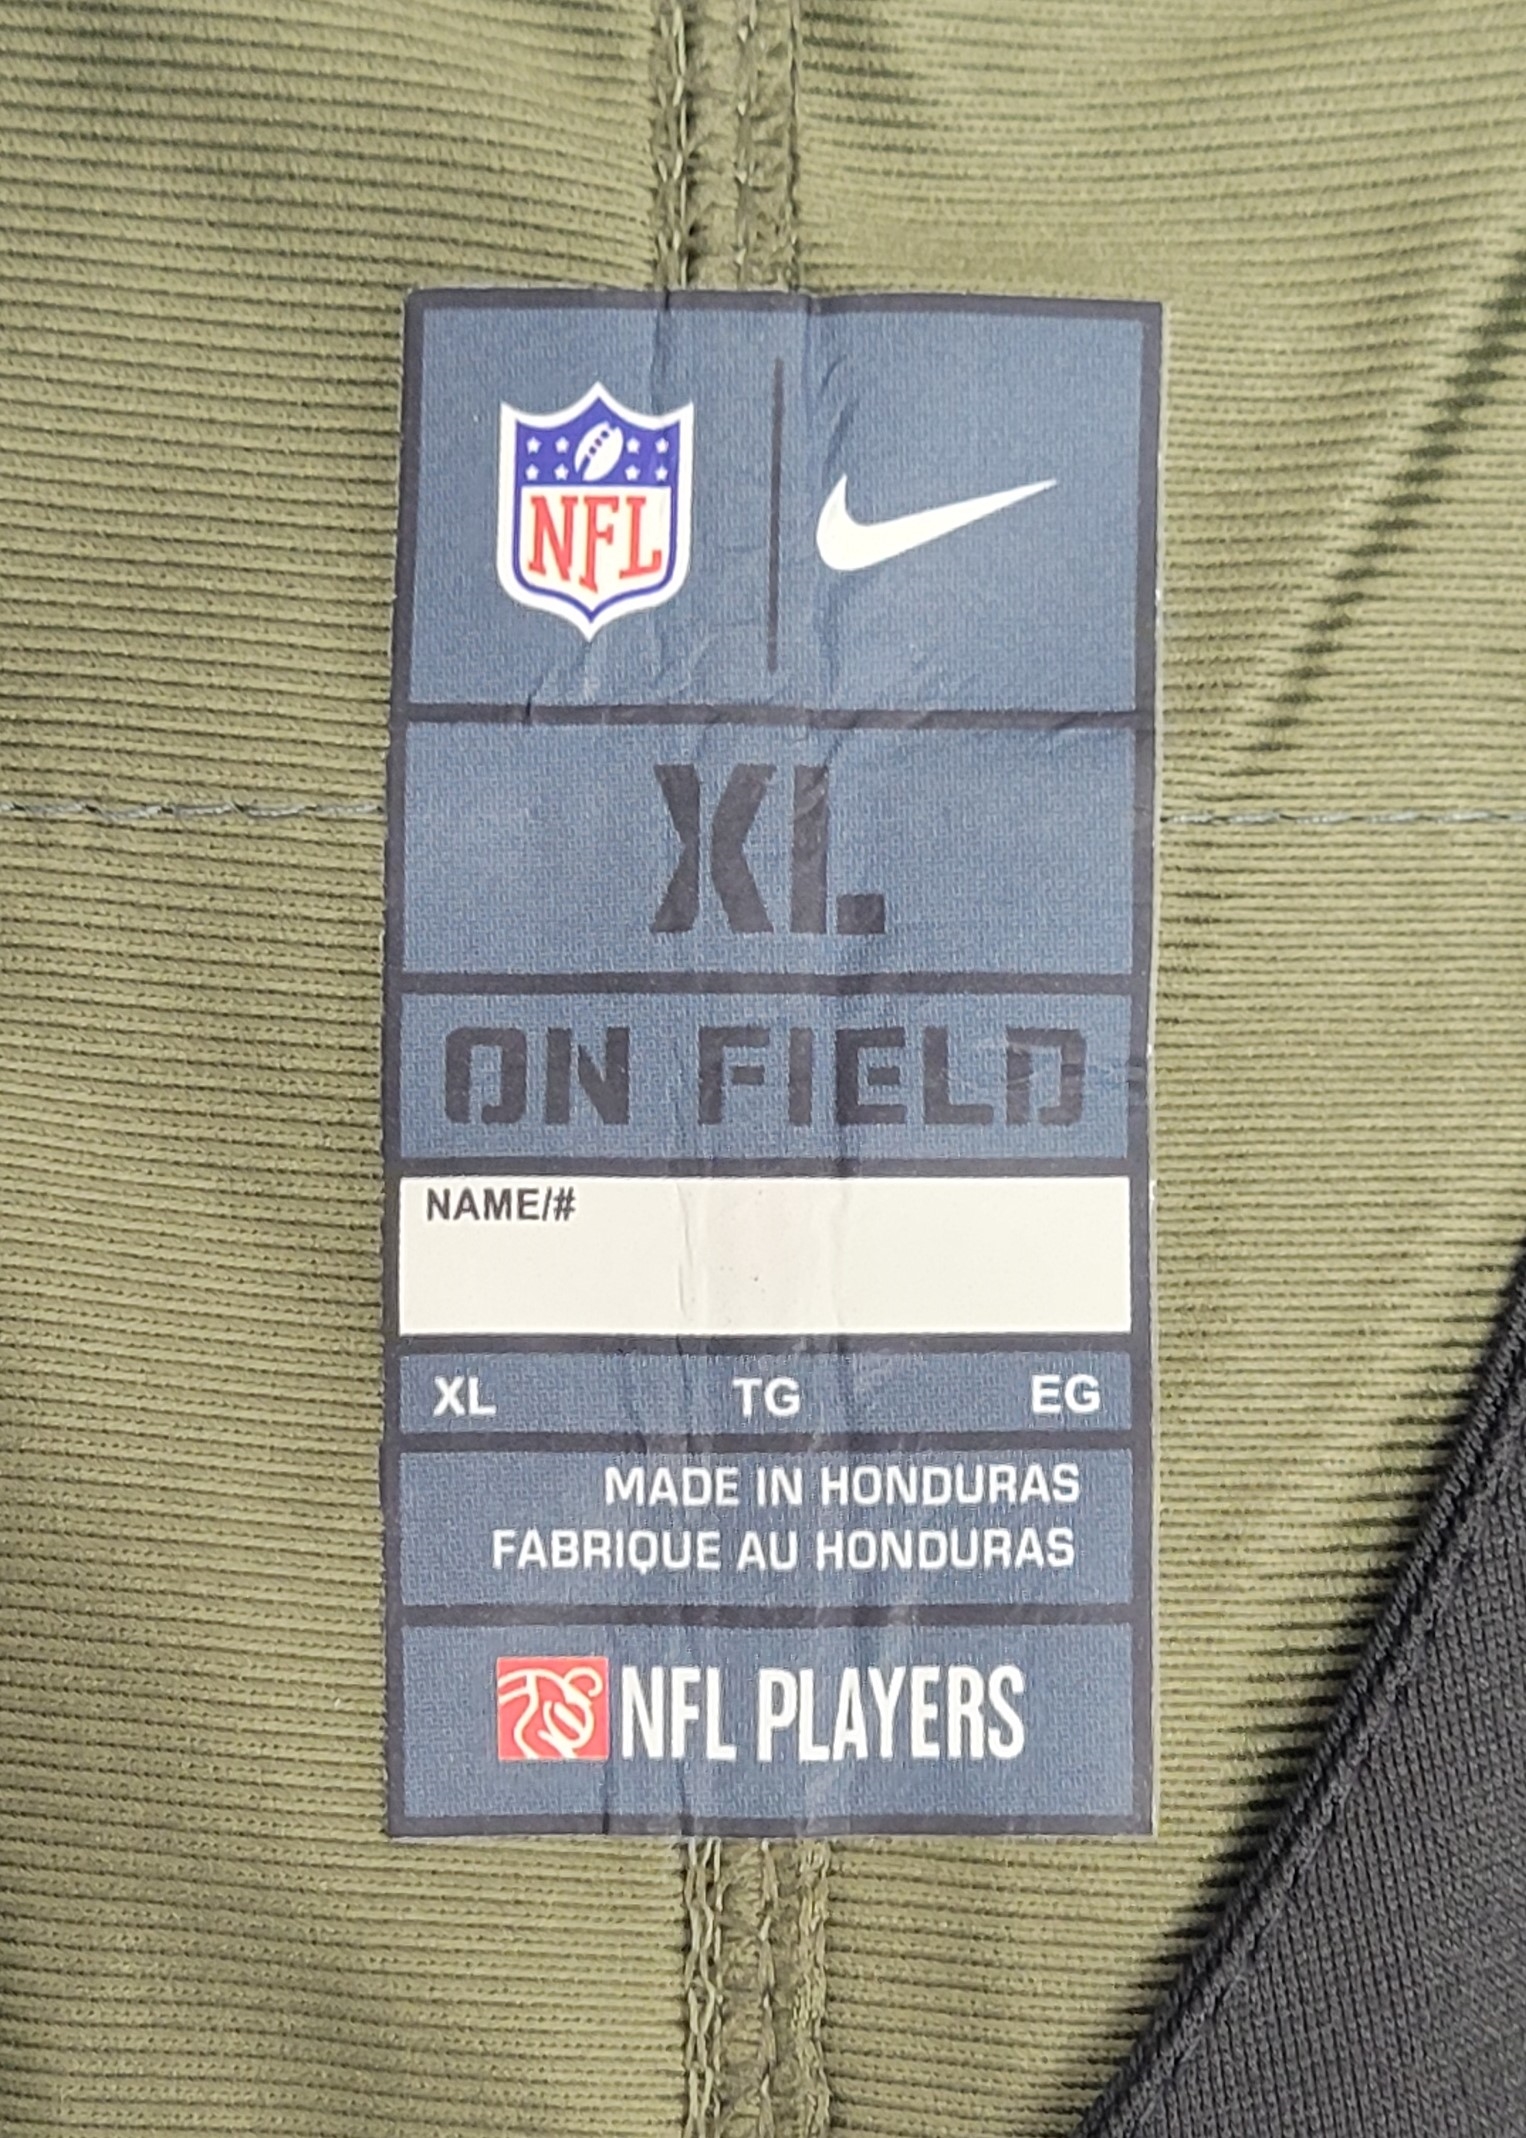 NFL
XL
ON FIELD
NAME/#
XL TG EG
MADE IN HONDURAS
FABRIQUE AU HONDURAS
NFL PLAYERS